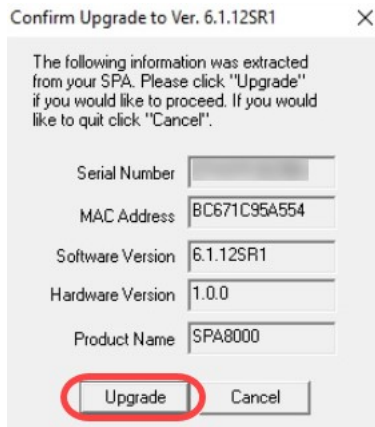 Confirm Upgrade to Ver. 6.1.12SR1
The following information was extracted
from your SPA. Please click "Upgrade"
if you would like to proceed. If you would
like to quit click "Cancel".
Serial Number
MAC Address BC671C95A554
Software Version 6.1.12SR1
Hardware Version 1.0.0
Product Name SPA8000
Upgrade Cancel